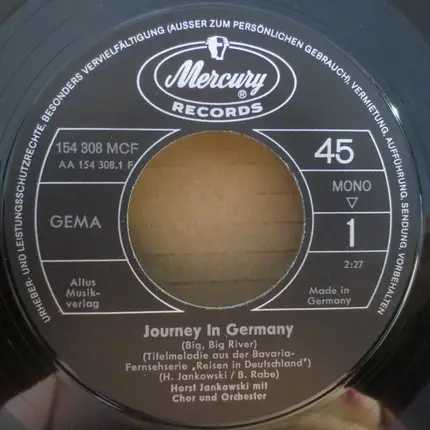 URHEBER- UND LEISTUNGSSCHUTZRECHTE, BESONDERS VERVIELFÄLTIGUNG (AUSSER ZUM PERSÖNLICHEN GEBRAUCH), VERMIETUNG, AUFFÜHRUNG, SENDUNG, VORBEHALTEN
Mercury
®
RECORDS
154 308 MCF
AA 154 308.1 F
45
MONO
▽
GEMA
1
2:27
Altus
Musik-
verlag
Made in
Germany
Journey In Germany
(Big, Big River)
(Titelmelodie aus der Bavaria-
Fernsehserie „Reisen in Deutschland")
(H. Jankowski / B. Rabe)
Horst Jankowski mit
Chor und Orchester